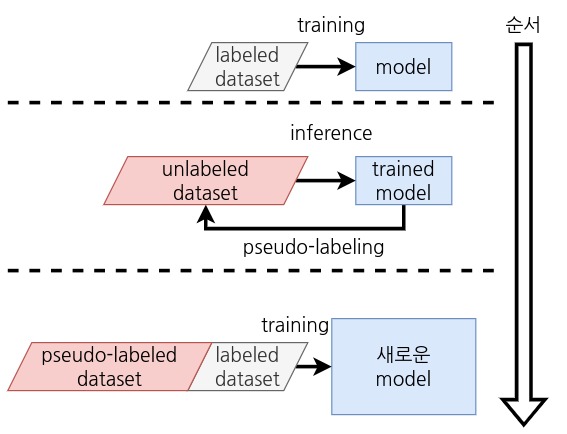 training
순서
labeled
dataset
model
inference
unlabeled
dataset
trained
model
pseudo-labeling
training
pseudo-labeled
dataset
labeled
dataset
새로운
model